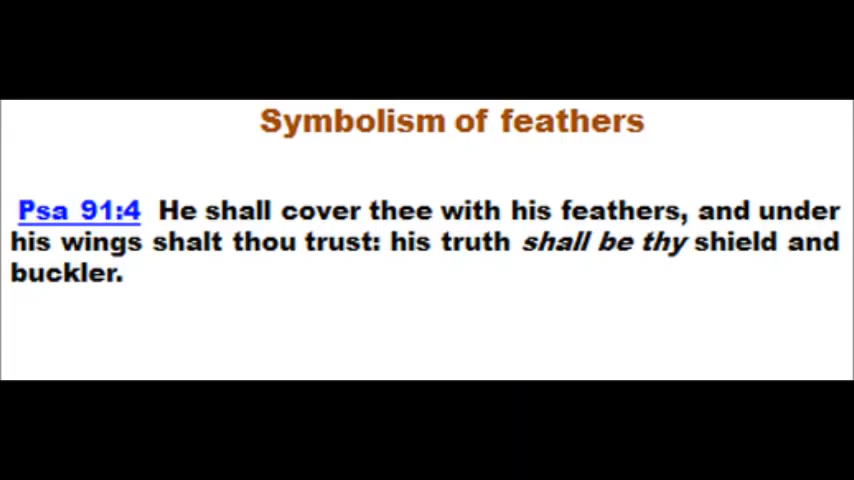 Symbolism of feathers
Psa 91:4 He shall cover thee with his feathers, and under
his wings shalt thou trust: his truth shall be thy shield and
buckler.